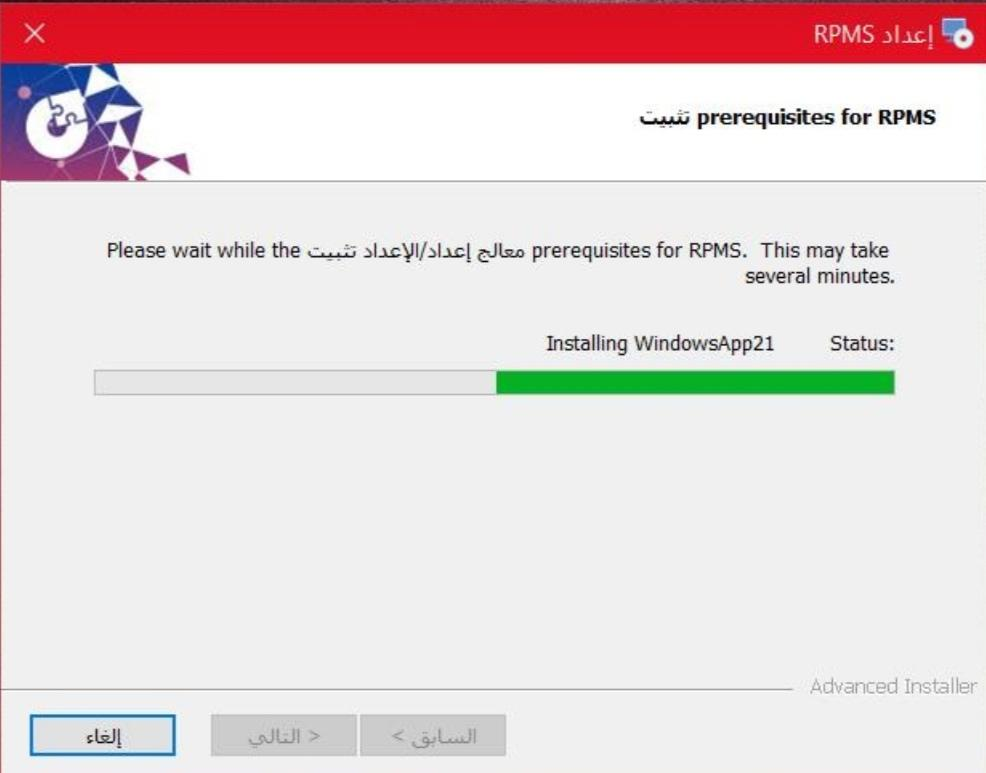 إعداد RPMS
تثبيت prerequisites for RPMS
Please wait while the معالج إعداد/الإعداد تثبيت prerequisites for RPMS. This may take
several minutes.
Status: Installing WindowsApp21
Advanced Installer
< السابق
التالي >
إلغاء